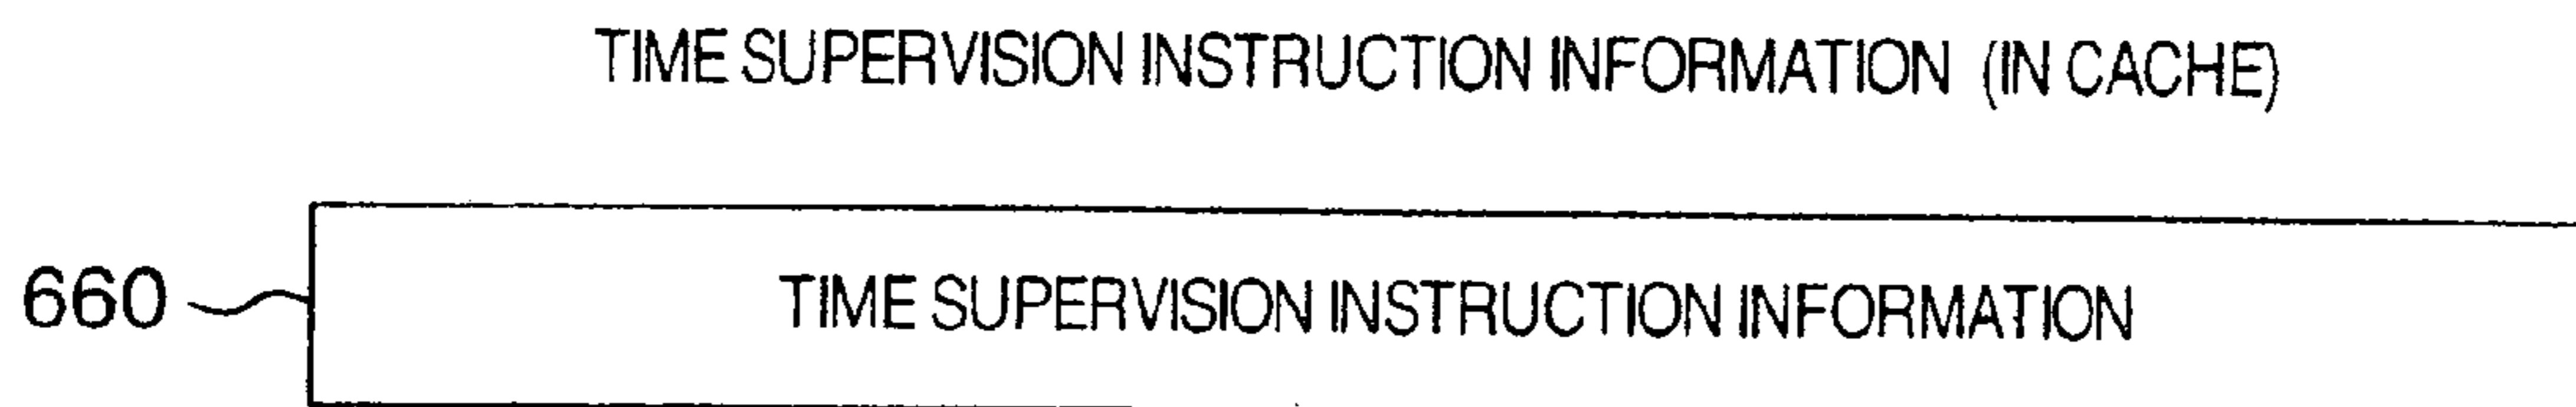 TIME SUPERVISION INSTRUCTION INFORMATION (IN CACHE)
660 TIME SUPERVISION INSTRUCTION INFORMATION